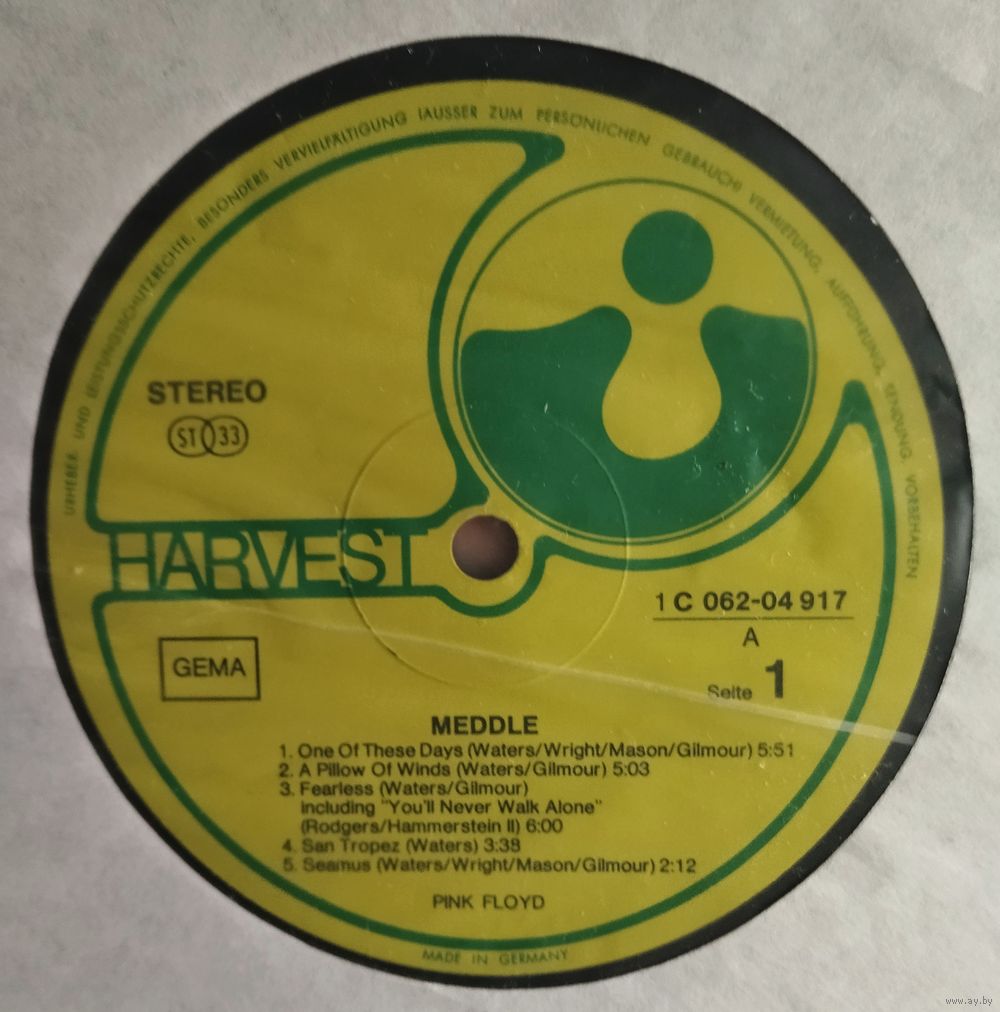 URHEBER- UND LEISTUNGSSCHUTZRECHTE, BESONDERS VERVIELFÄLTIGUNG (AUSSER ZUM PERSÖNLICHEN GEBRAUCH) VERMIETUNG, AUFFÜHRUNG, SENDUNG, VORBEHALTEN
STEREO
ST 33
HARVEST
1 C 062-04 917
A
Seite 1
GEMA
MEDDLE
1. One Of These Days (Waters/Wright/Mason/Gilmour) 5:51
2. A Pillow Of Winds (Waters/Gilmour) 5:03
3. Fearless (Waters/Gilmour)
including "You'll Never Walk Alone"
(Rodgers/Hammerstein II) 6:00
4. San Tropez (Waters) 3:38
5. Seamus (Waters/Wright/Mason/Gilmour) 2:12
PINK FLOYD
MADE IN GERMANY
www.ay.by